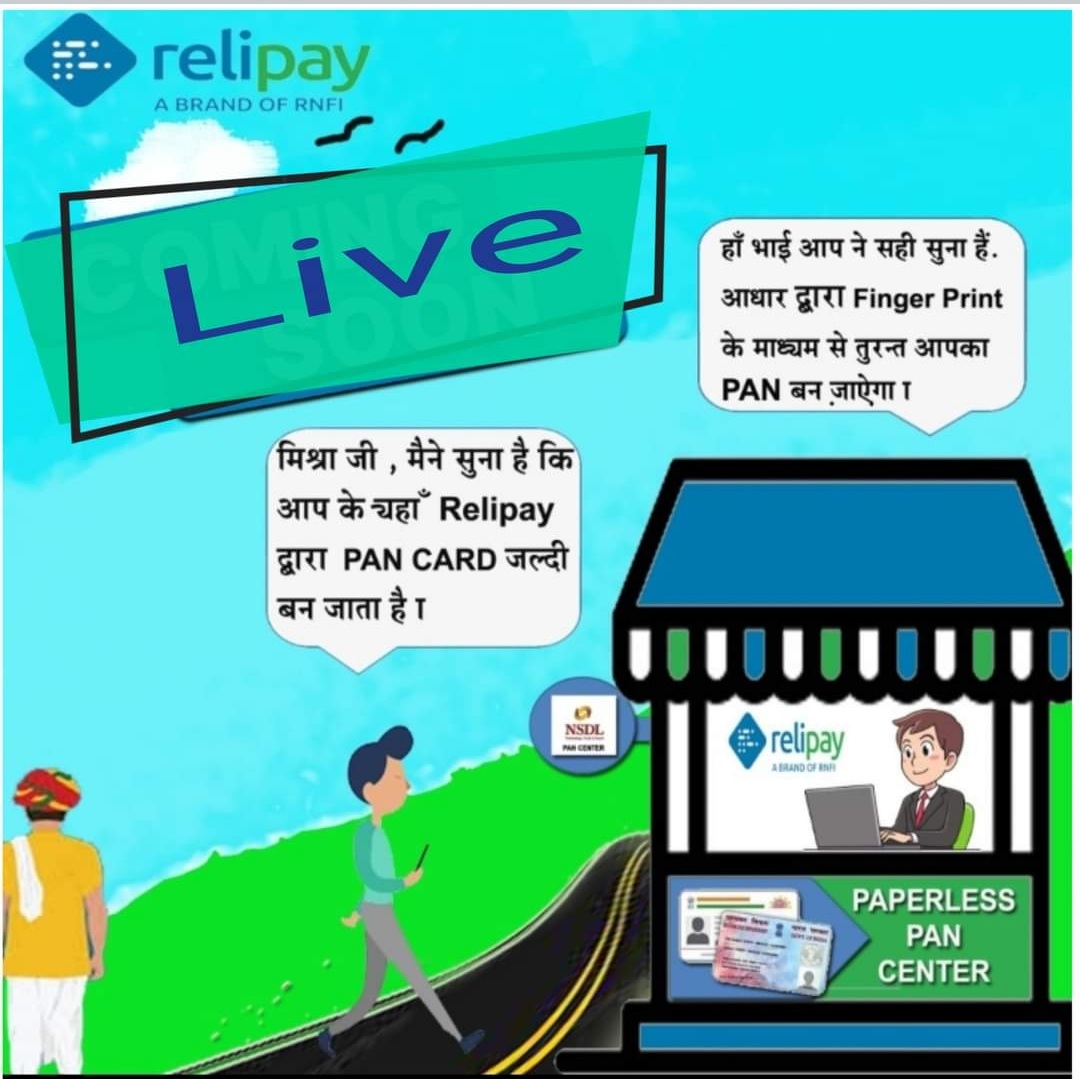 relipay
A BRAND OF RNFI
COMING
SOON
Live
हाँ भाई आप ने सही सुना हैं.
आधार द्वारा Finger Print
के माध्यम से तुरन्त आपका
PAN बन ज़ाऐगा ा
मिश्रा जी , मैने सुना है कि
आप के यहाँ Relipay
द्वारा PAN CARD जल्दी
बन जाता है ा
NSDL
PAN CENTER
relipay
A BRAND OF RNFI
PAPERLESS
PAN
CENTER